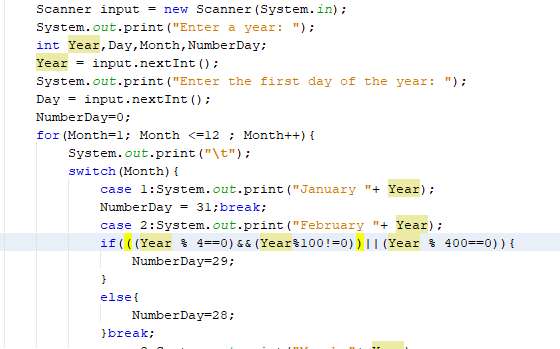 Scanner input = new Scanner(System.in);
System.out.print("Enter a year: ");
int Year,Day,Month,NumberDay;
Year = input.nextInt();
System.out.print("Enter the first day of the year: ");
Day = input.nextInt();
NumberDay=0;
for(Month=1; Month <=12 ; Month++){
System.out.print("\t");
switch(Month){
case 1:System.out.print("January "+ Year);
NumberDay = 31;break;
case 2:System.out.print("February "+ Year);
if(((Year % 4==0)&&(Year%100!=0))||(Year % 400==0)){
NumberDay=29;
}
else{
NumberDay=28;
}break;